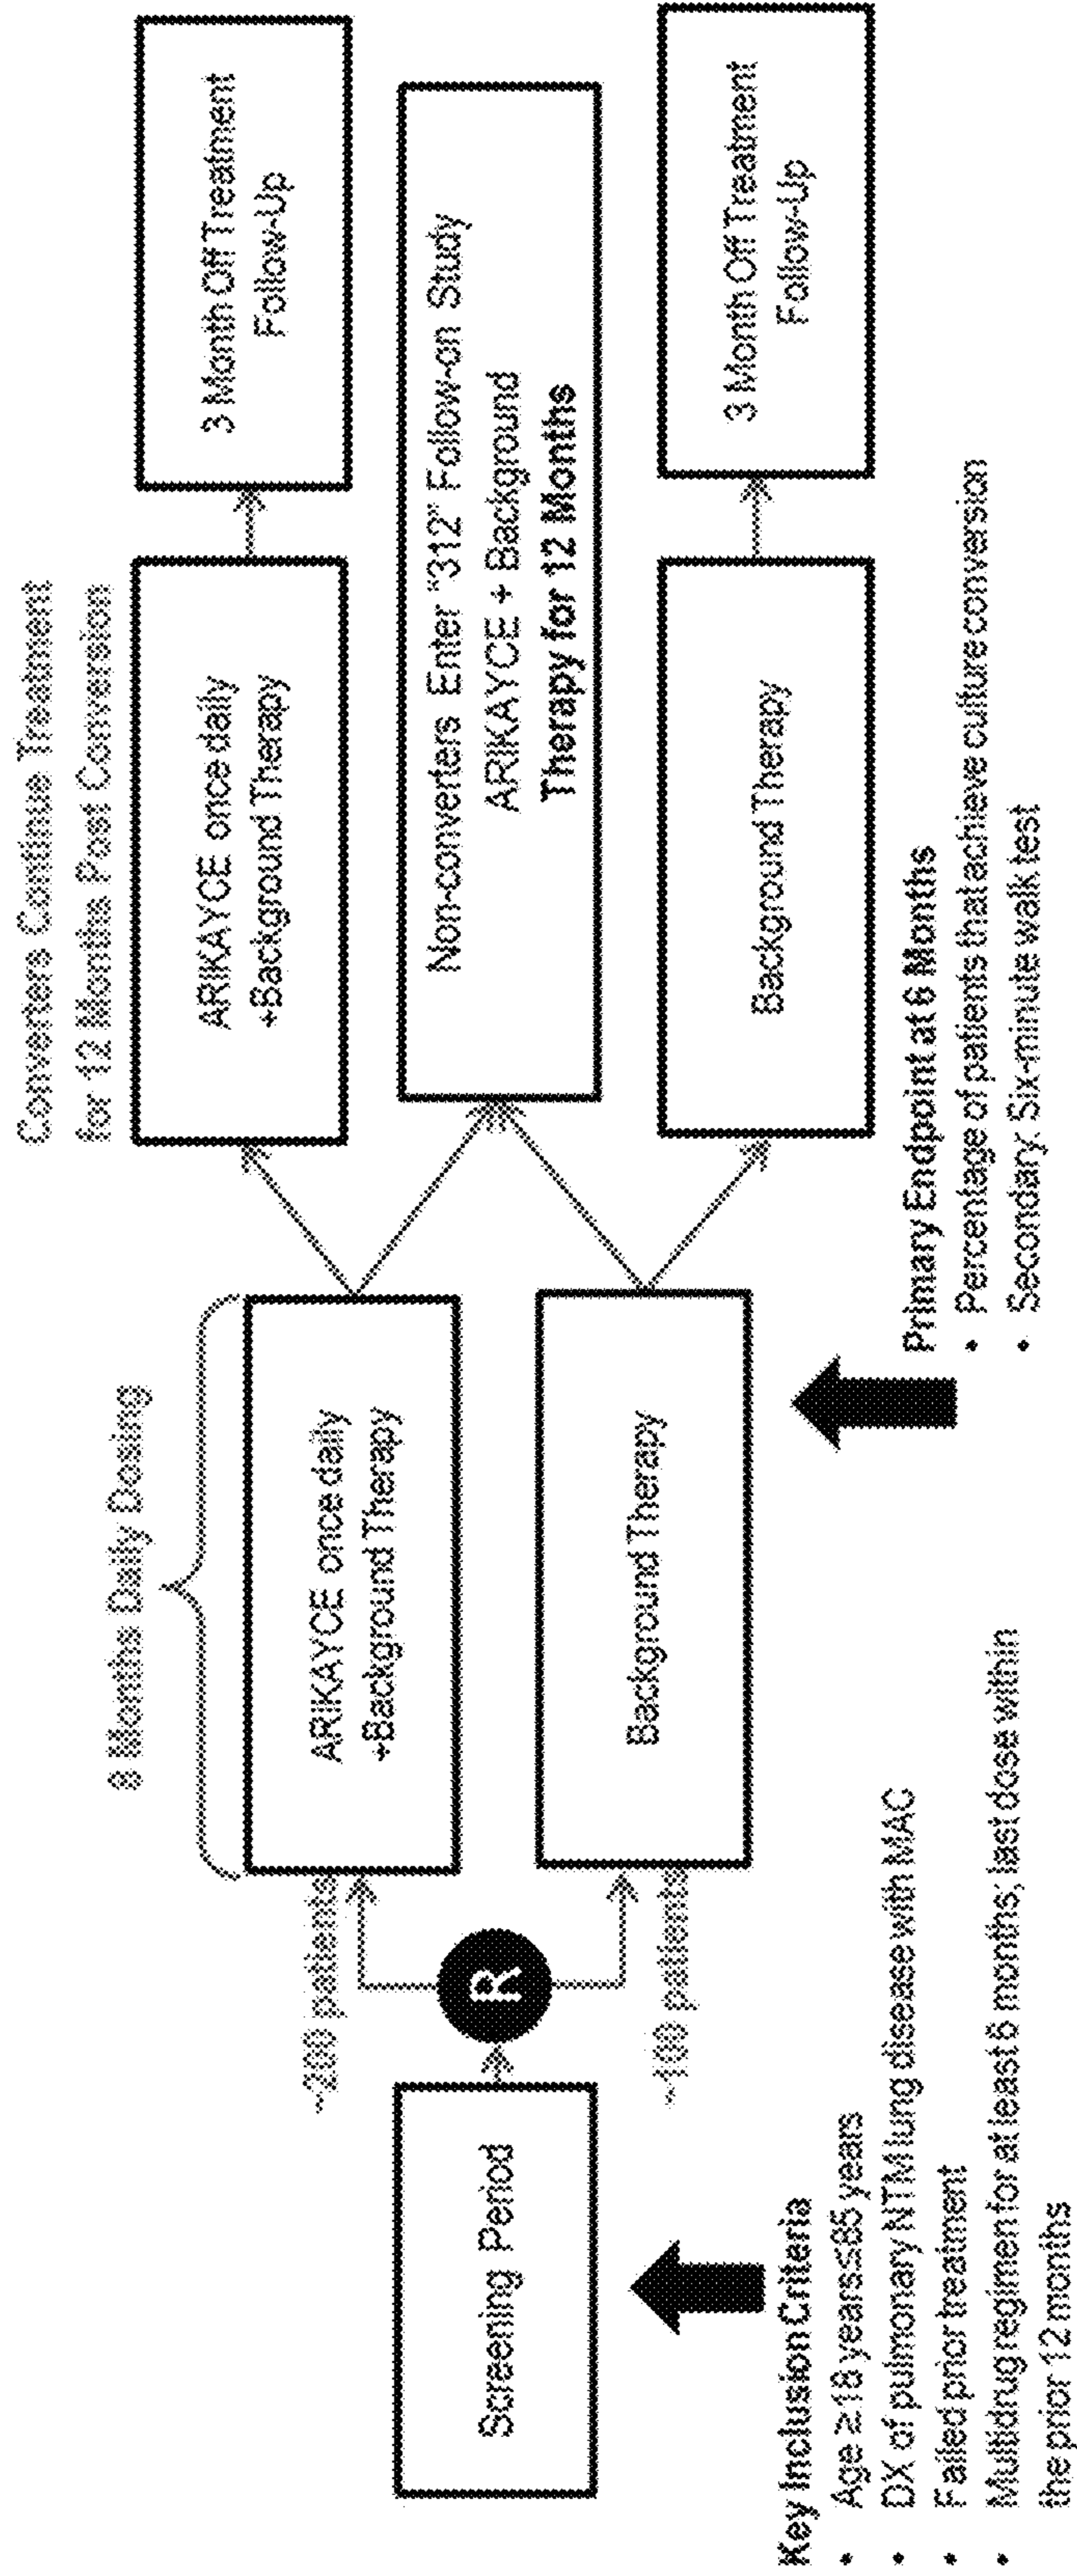 Screening Period
Key Inclusion Criteria
• Age ≥18 years≤85 years
• DX of pulmonary NTM lung disease with MAC
• Failed prior treatment
• Multidrug regimen for at least 6 months; last dose within
the prior 12 months
R
~200 patients
~100 patients
8 Months Daily Dosing
ARIKAYCE once daily
+Background Therapy
Background Therapy
Primary Endpoint at 6 Months
• Percentage of patients that achieve culture conversion
• Secondary: Six-minute walk test
Converters Continue Treatment
for 12 Months Post Conversion
ARIKAYCE once daily
+Background Therapy
Non-converters Enter "312" Follow-on Study
ARIKAYCE + Background
Therapy for 12 Months
Background Therapy
3 Month Off Treatment
Follow-Up
3 Month Off Treatment
Follow-Up